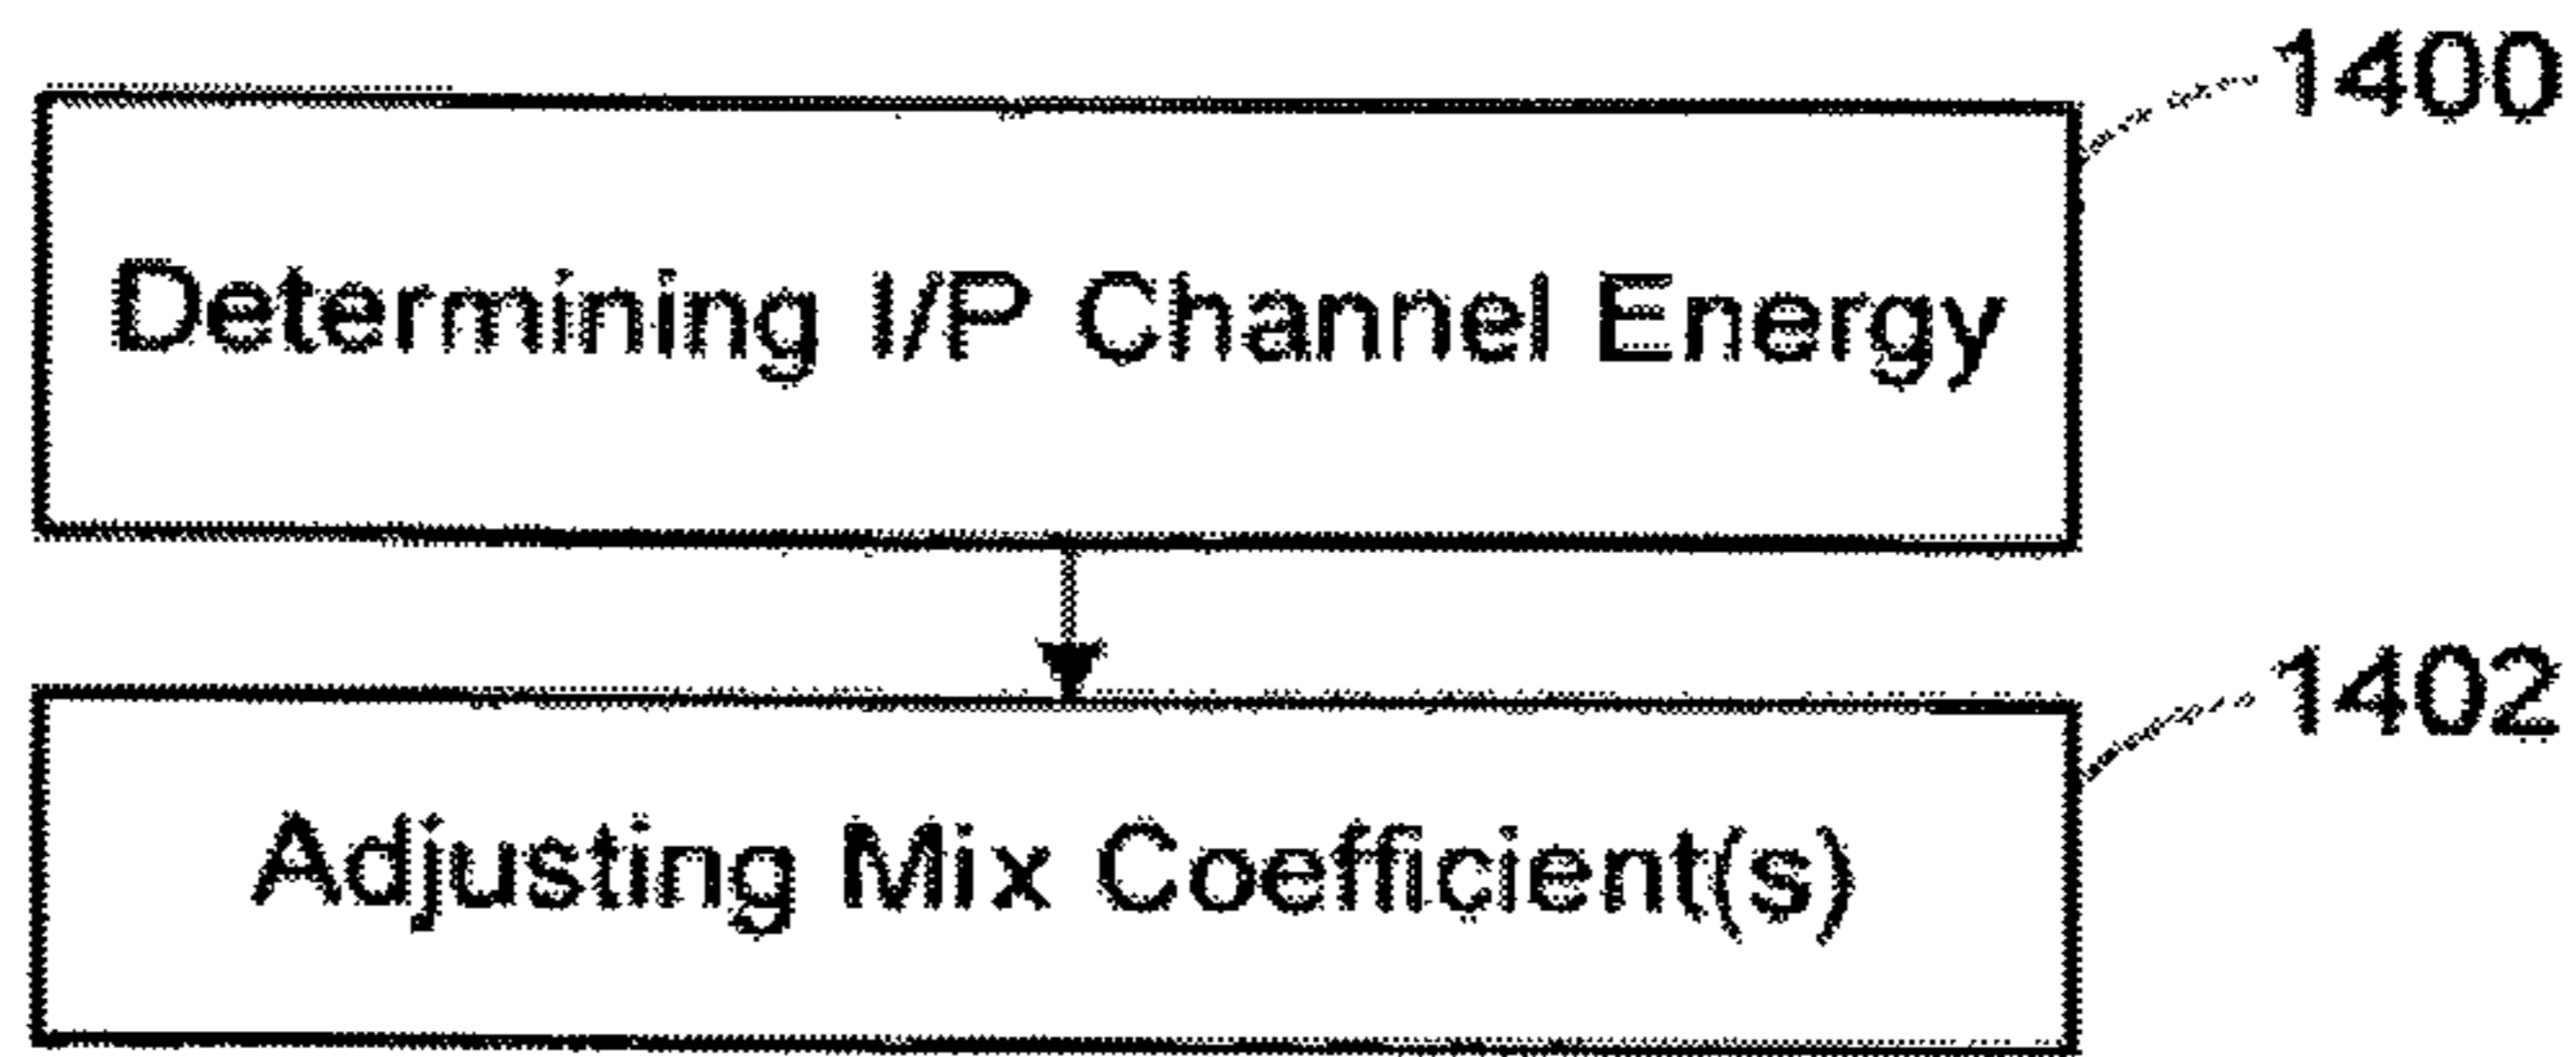 1400
Determining I/P Channel Energy
1402
Adjusting Mix Coefficient(s)